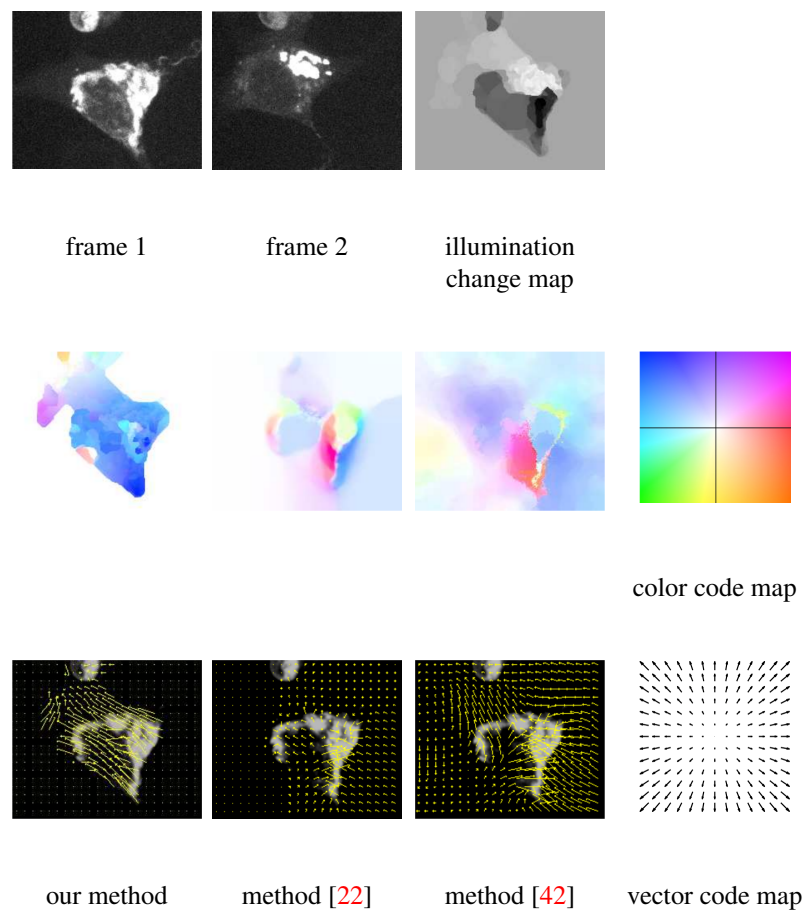 frame 1
frame 2
illumination
change map
color code map
our method
method [22]
method [42]
vector code map